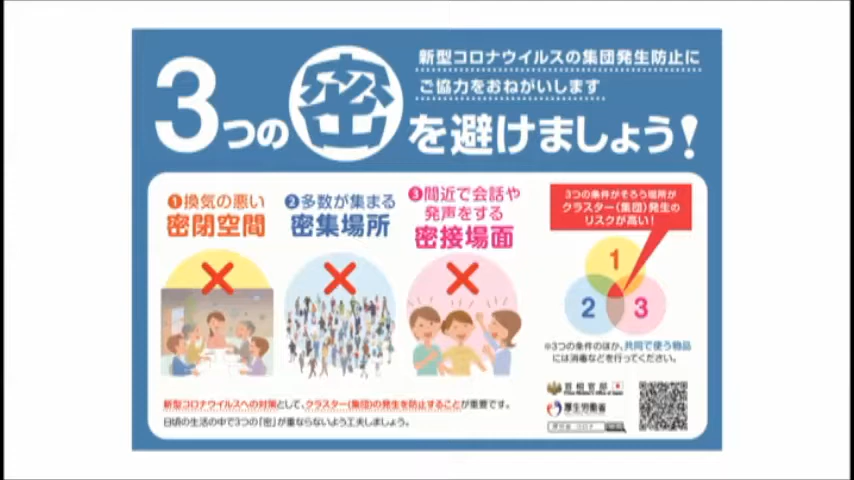 新型コロナウイルスの集団発生防止に
ご協力をおねがいします
3つの密を避けましょう!
①換気の悪い
密閉空間
②多数が集まる
密集場所
③間近で会話や
発声をする
密接場面
3つの条件がそろう場所が
クラスター(集団)発生の
リスクが高い!
1
2
3
※3つの条件のほか、共同で使う物品
には消毒などを行ってください。
新型コロナウイルスへの対策として、クラスター(集団)の発生を防止することが重要です。
日頃の生活の中で3つの「密」が重ならないよう工夫しましょう。
首相官邸
Prime Minister's Office of Japan
厚生労働省
厚労省 コロナ